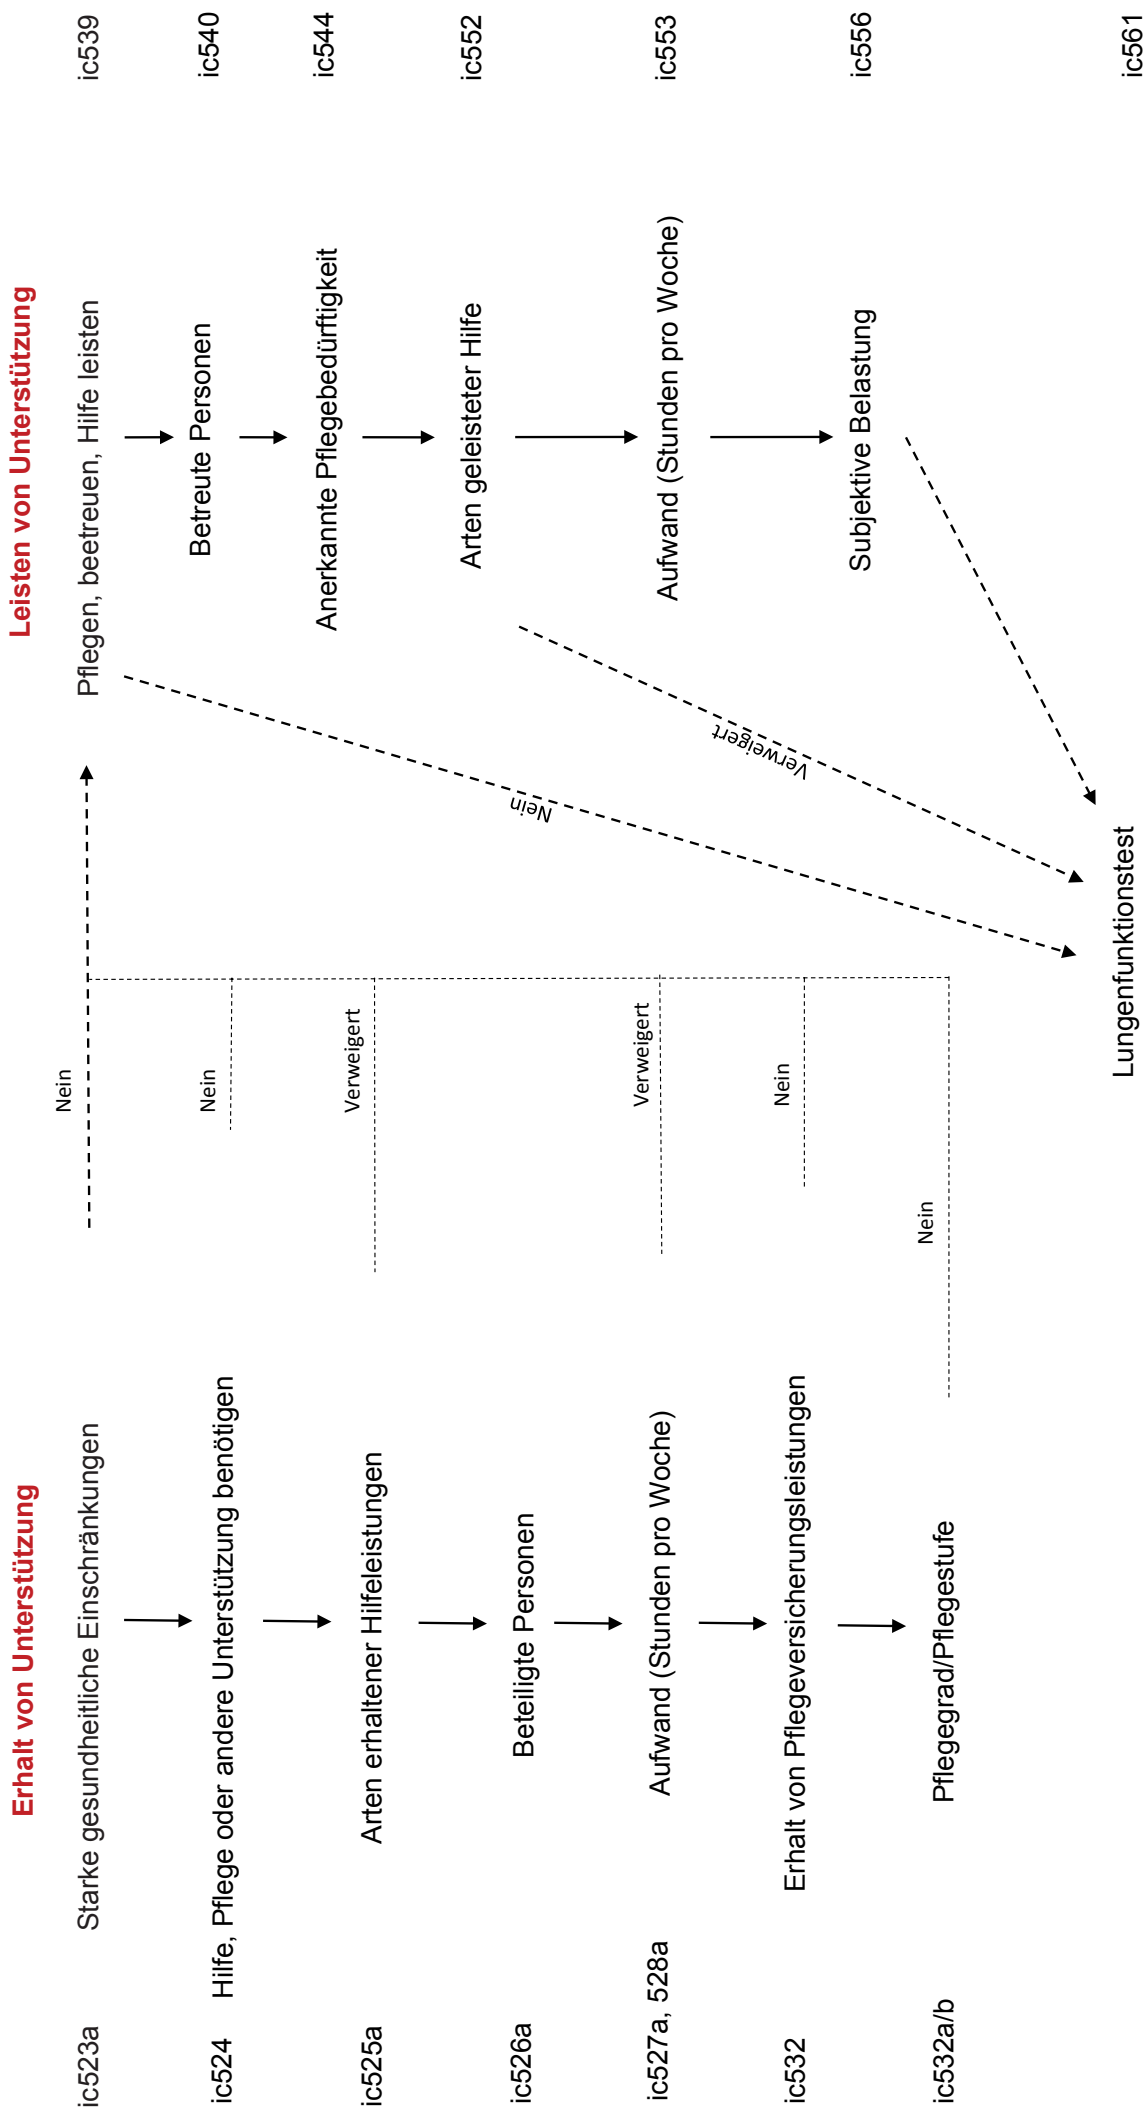 Erhalt von Unterstützung
Leisten von Unterstützung
ic523a
Starke gesundheitliche Einschränkungen
Nein
Pflegen, beetreuen, Hilfe leisten
ic539
ic524
Hilfe, Pflege oder andere Unterstützung benötigen
Nein
Betreute Personen
ic540
ic525a
Arten erhaltener Hilfeleistungen
Verweigert
Anerkannte Pflegebedürftigkeit
ic544
ic526a
Beteiligte Personen
Nein
Arten geleisteter Hilfe
ic552
ic527a, 528a
Aufwand (Stunden pro Woche)
Verweigert
Verweigert
Aufwand (Stunden pro Woche)
ic553
ic532
Erhalt von Pflegeversicherungsleistungen
Nein
Subjektive Belastung
ic556
ic532a/b
Pflegegrad/Pflegestufe
Nein
Lungenfunktionstest
ic561